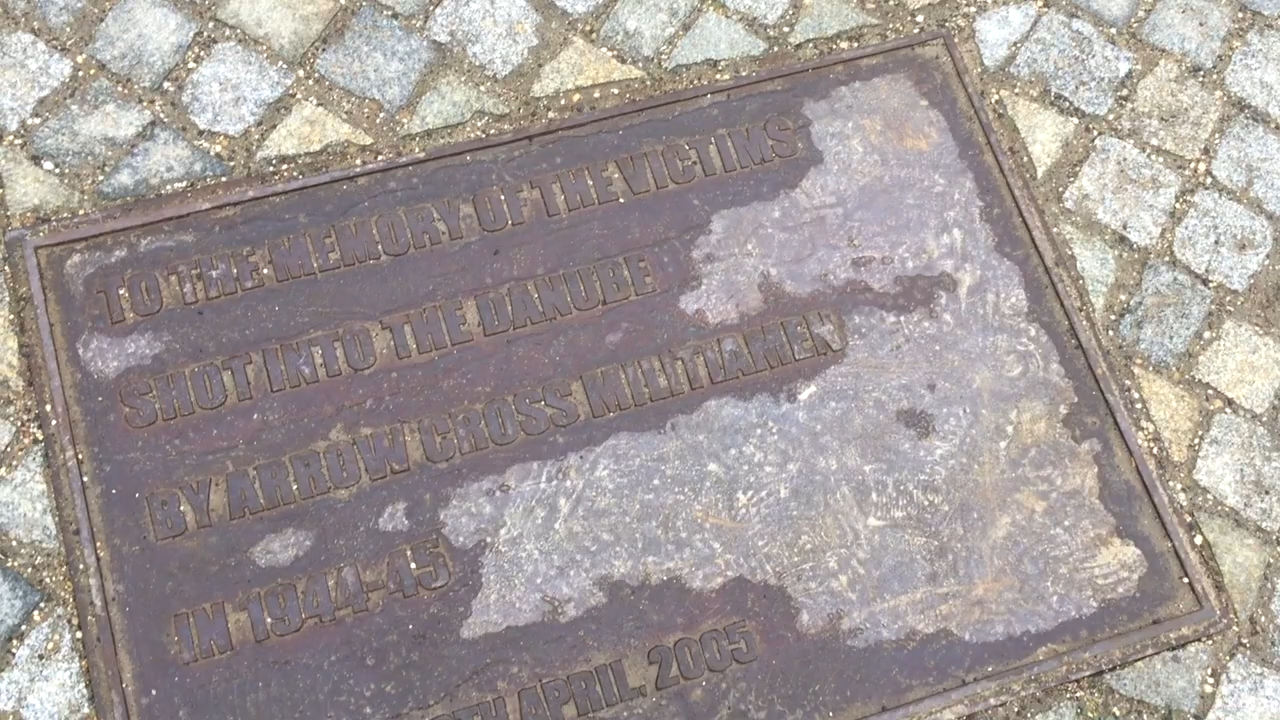 TO THE MEMORY OF THE VICTIMS
SHOT INTO THE DANUBE
BY ARROW CROSS MILITIAMEN
IN 1944-45
APRIL, 2005